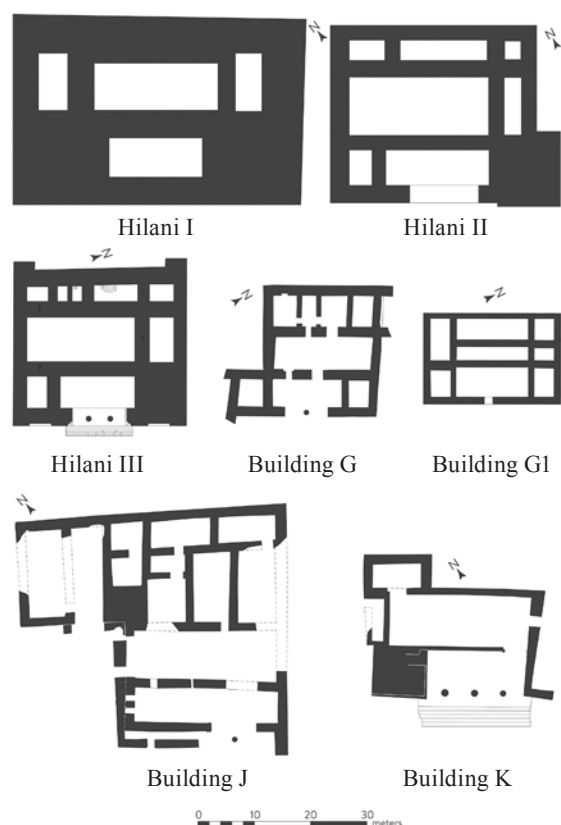 N
N
Hilani I
Hilani II
N
N
N
Hilani III
Building G
Building G1
N
N
Building J
Building K
0 10 20 30
meters